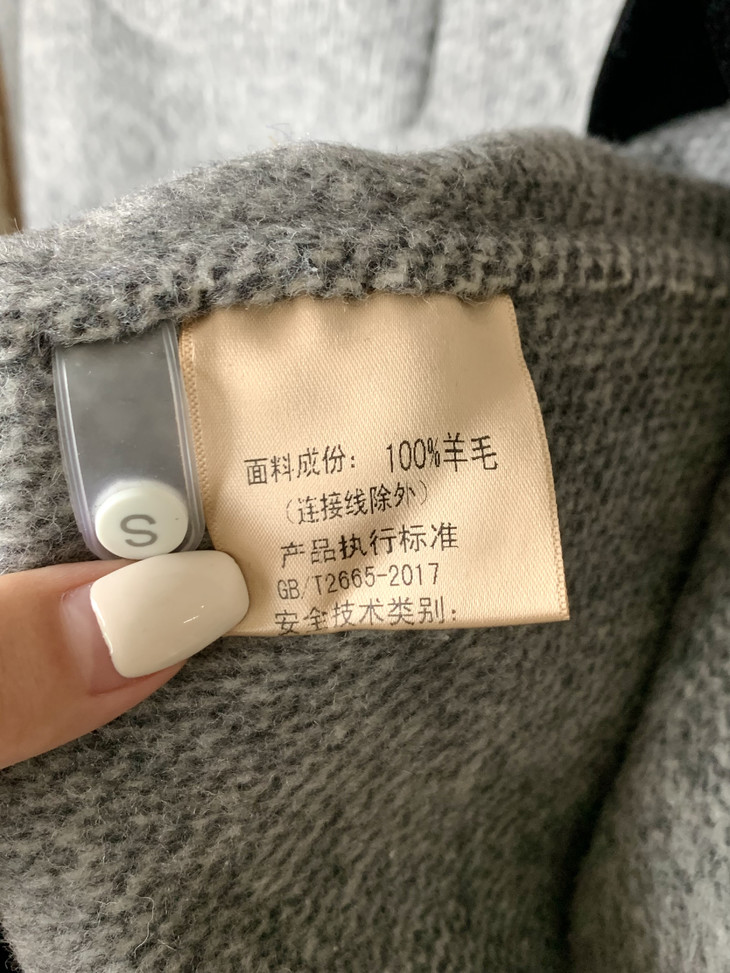 S
面料成份: 100%羊毛
(连接线除外)
产品执行标准
GB/T2665-2017
安全技术类别: